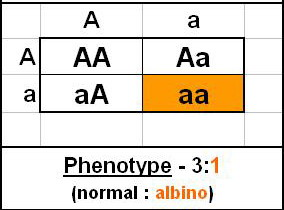 A a
A AA Aa
a aA aa
Phenotype - 3:1
(normal : albino)